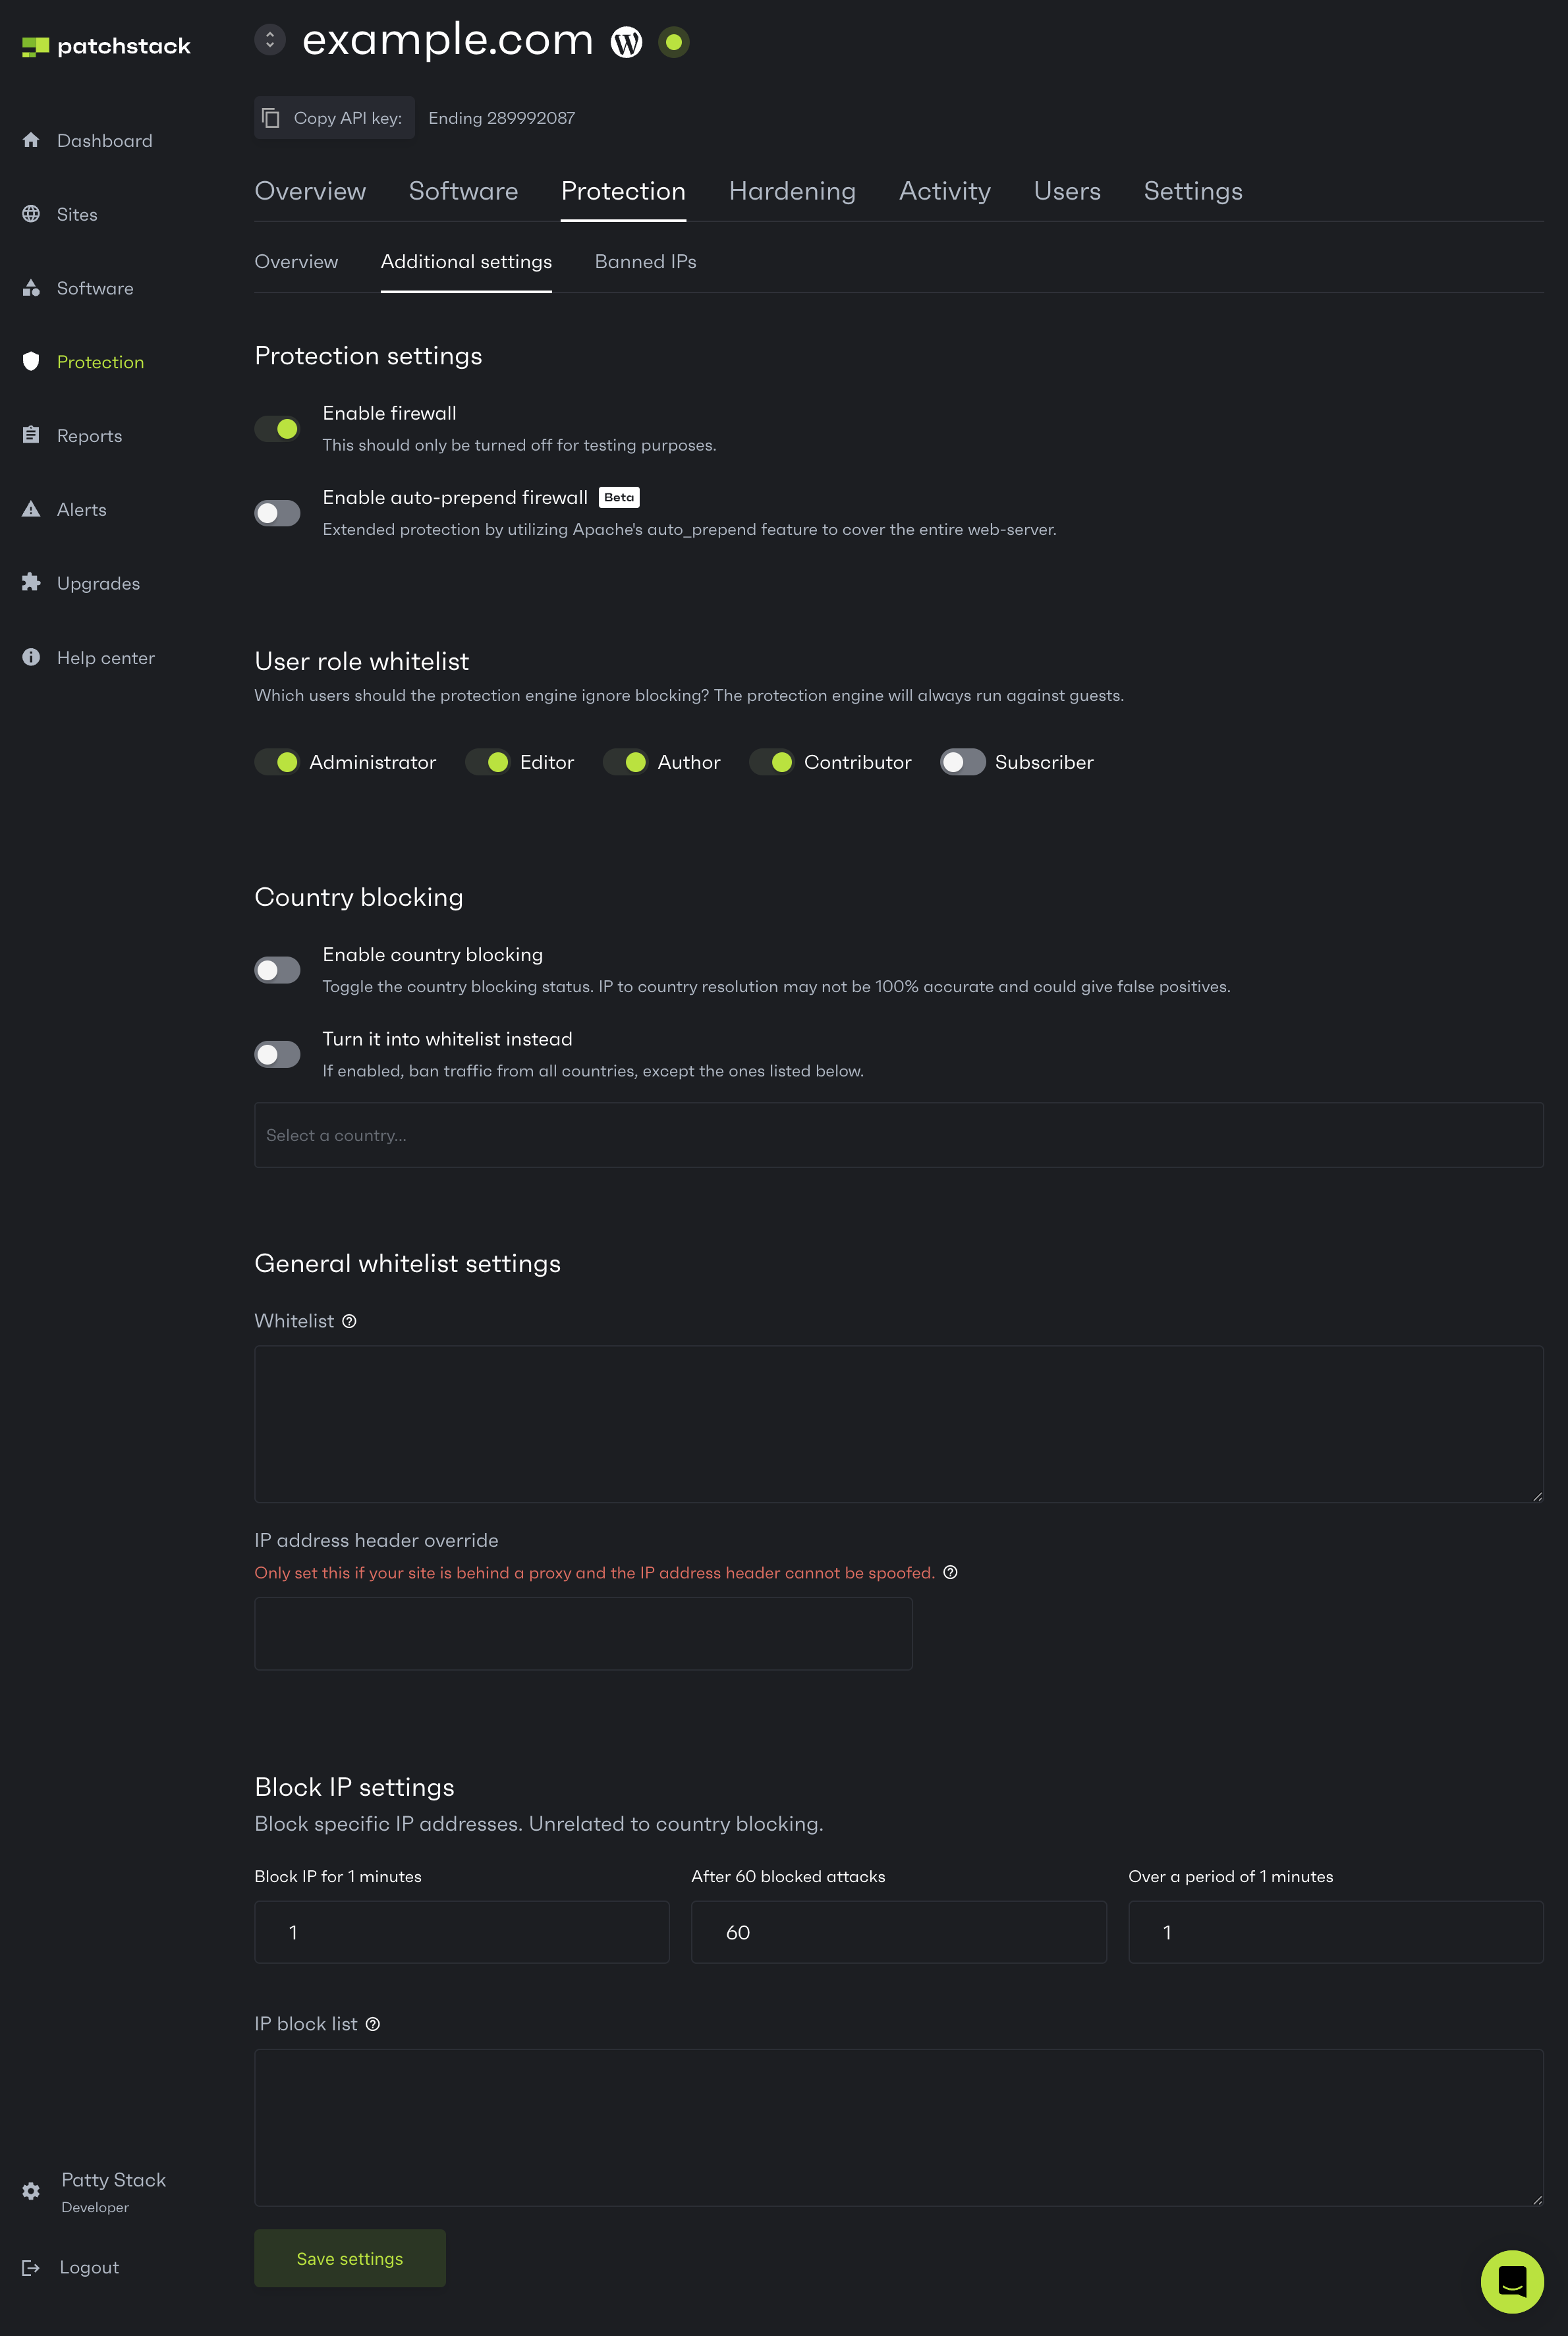 patchstack
example.com
Copy API key: Ending 289992087
Dashboard
Sites
Software
Protection
Reports
Alerts
Upgrades
Help center
Overview Software Protection Hardening Activity Users Settings
Overview Additional settings Banned IPs
Protection settings
Enable firewall
This should only be turned off for testing purposes.
Enable auto-prepend firewall Beta
Extended protection by utilizing Apache's auto_prepend feature to cover the entire web-server.
User role whitelist
Which users should the protection engine ignore blocking? The protection engine will always run against guests.
Administrator Editor Author Contributor Subscriber
Country blocking
Enable country blocking
Toggle the country blocking status. IP to country resolution may not be 100% accurate and could give false positives.
Turn it into whitelist instead
If enabled, ban traffic from all countries, except the ones listed below.
Select a country...
General whitelist settings
Whitelist
IP address header override
Only set this if your site is behind a proxy and the IP address header cannot be spoofed.
Block IP settings
Block specific IP addresses. Unrelated to country blocking.
Block IP for 1 minutes After 60 blocked attacks Over a period of 1 minutes
1 60 1
IP block list
Save settings
Patty Stack
Developer
Logout